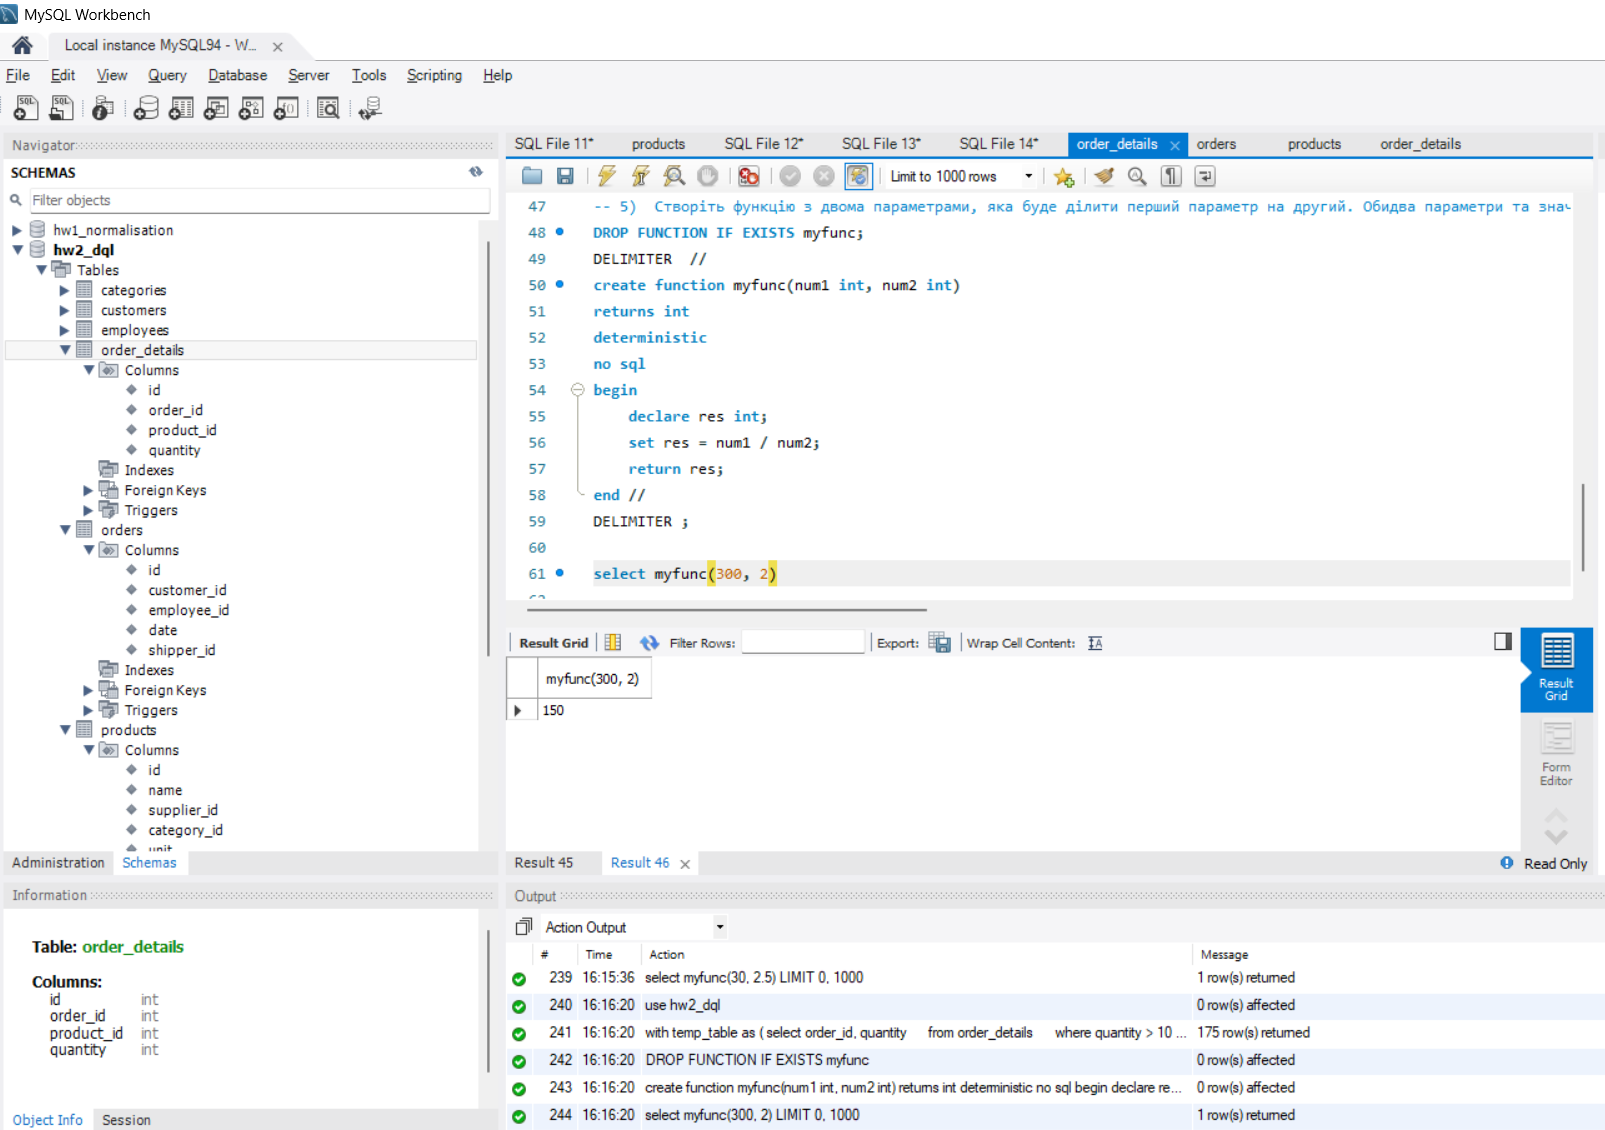 MySQL Workbench
Local instance MySQL94 - W...
File Edit View Query Database Server Tools Scripting Help
Navigator
SCHEMAS
Filter objects
hw1_normalisation
hw2_dql
Tables
categories
customers
employees
order_details
Columns
id
order_id
product_id
quantity
Indexes
Foreign Keys
Triggers
orders
Columns
id
customer_id
employee_id
date
shipper_id
Indexes
Foreign Keys
Triggers
products
Columns
id
name
supplier_id
category_id
unit
Administration Schemas
Information
Table: order_details
Columns:
id int
order_id int
product_id int
quantity int
Object Info Session
SQL File 11* products SQL File 12* SQL File 13* SQL File 14* order_details orders products order_details
Limit to 1000 rows
47 -- 5) Створіть функцію з двома параметрами, яка буде ділити перший параметр на другий. Обидва параметри та знач
48 DROP FUNCTION IF EXISTS myfunc;
49 DELIMITER //
50 create function myfunc(num1 int, num2 int)
51 returns int
52 deterministic
53 no sql
54 begin
55 declare res int;
56 set res = num1 / num2;
57 return res;
58 end //
59 DELIMITER ;
60
61 select myfunc(300, 2)
62
Result Grid Filter Rows: Export: Wrap Cell Content:
myfunc(300, 2)
150
Result Grid
Form Editor
Result 45 Result 46 Read Only
Output
Action Output
# Time Action Message
239 16:15:36 select myfunc(30, 2.5) LIMIT 0, 1000 1 row(s) returned
240 16:16:20 use hw2_dql 0 row(s) affected
241 16:16:20 with temp_table as ( select order_id, quantity from order_details where quantity > 10 ... 175 row(s) returned
242 16:16:20 DROP FUNCTION IF EXISTS myfunc 0 row(s) affected
243 16:16:20 create function myfunc(num1 int, num2 int) returns int deterministic no sql begin declare re... 0 row(s) affected
244 16:16:20 select myfunc(300, 2) LIMIT 0, 1000 1 row(s) returned